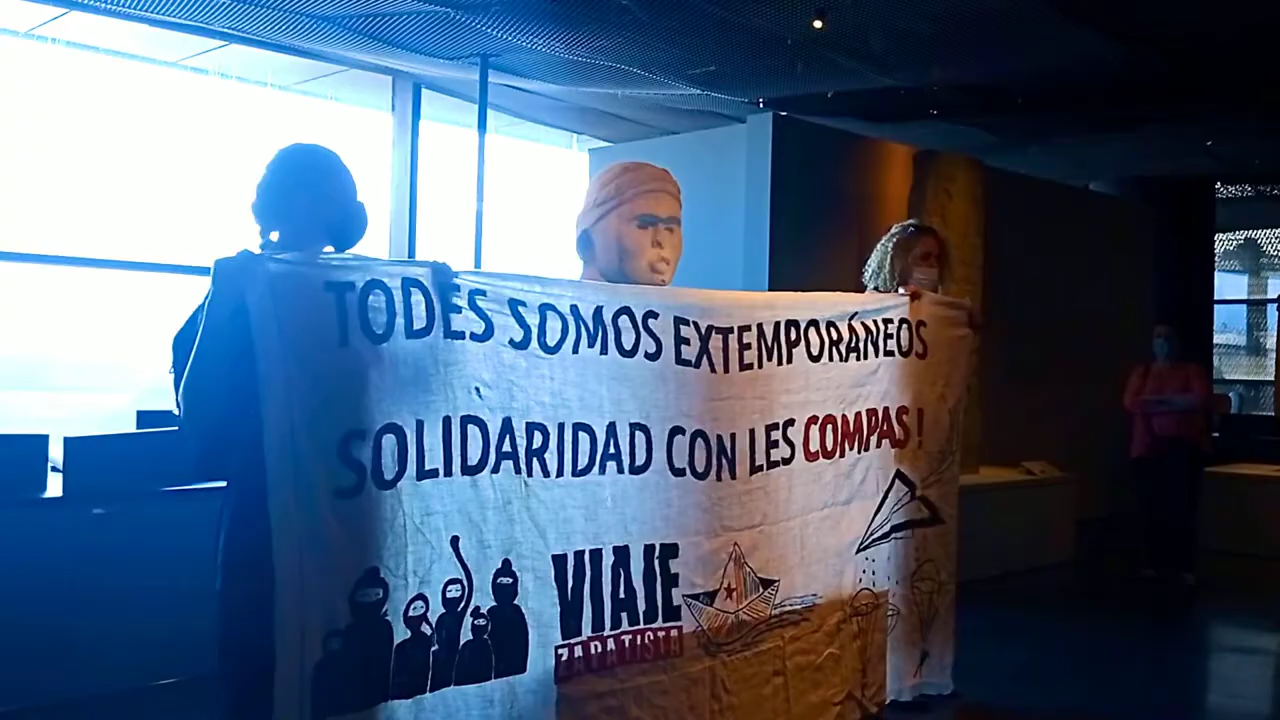 TODES SOMOS EXTEMPORÁNEOS
SOLIDARIDAD CON LES COMPAS!
VIAJE
ZAPATISTA